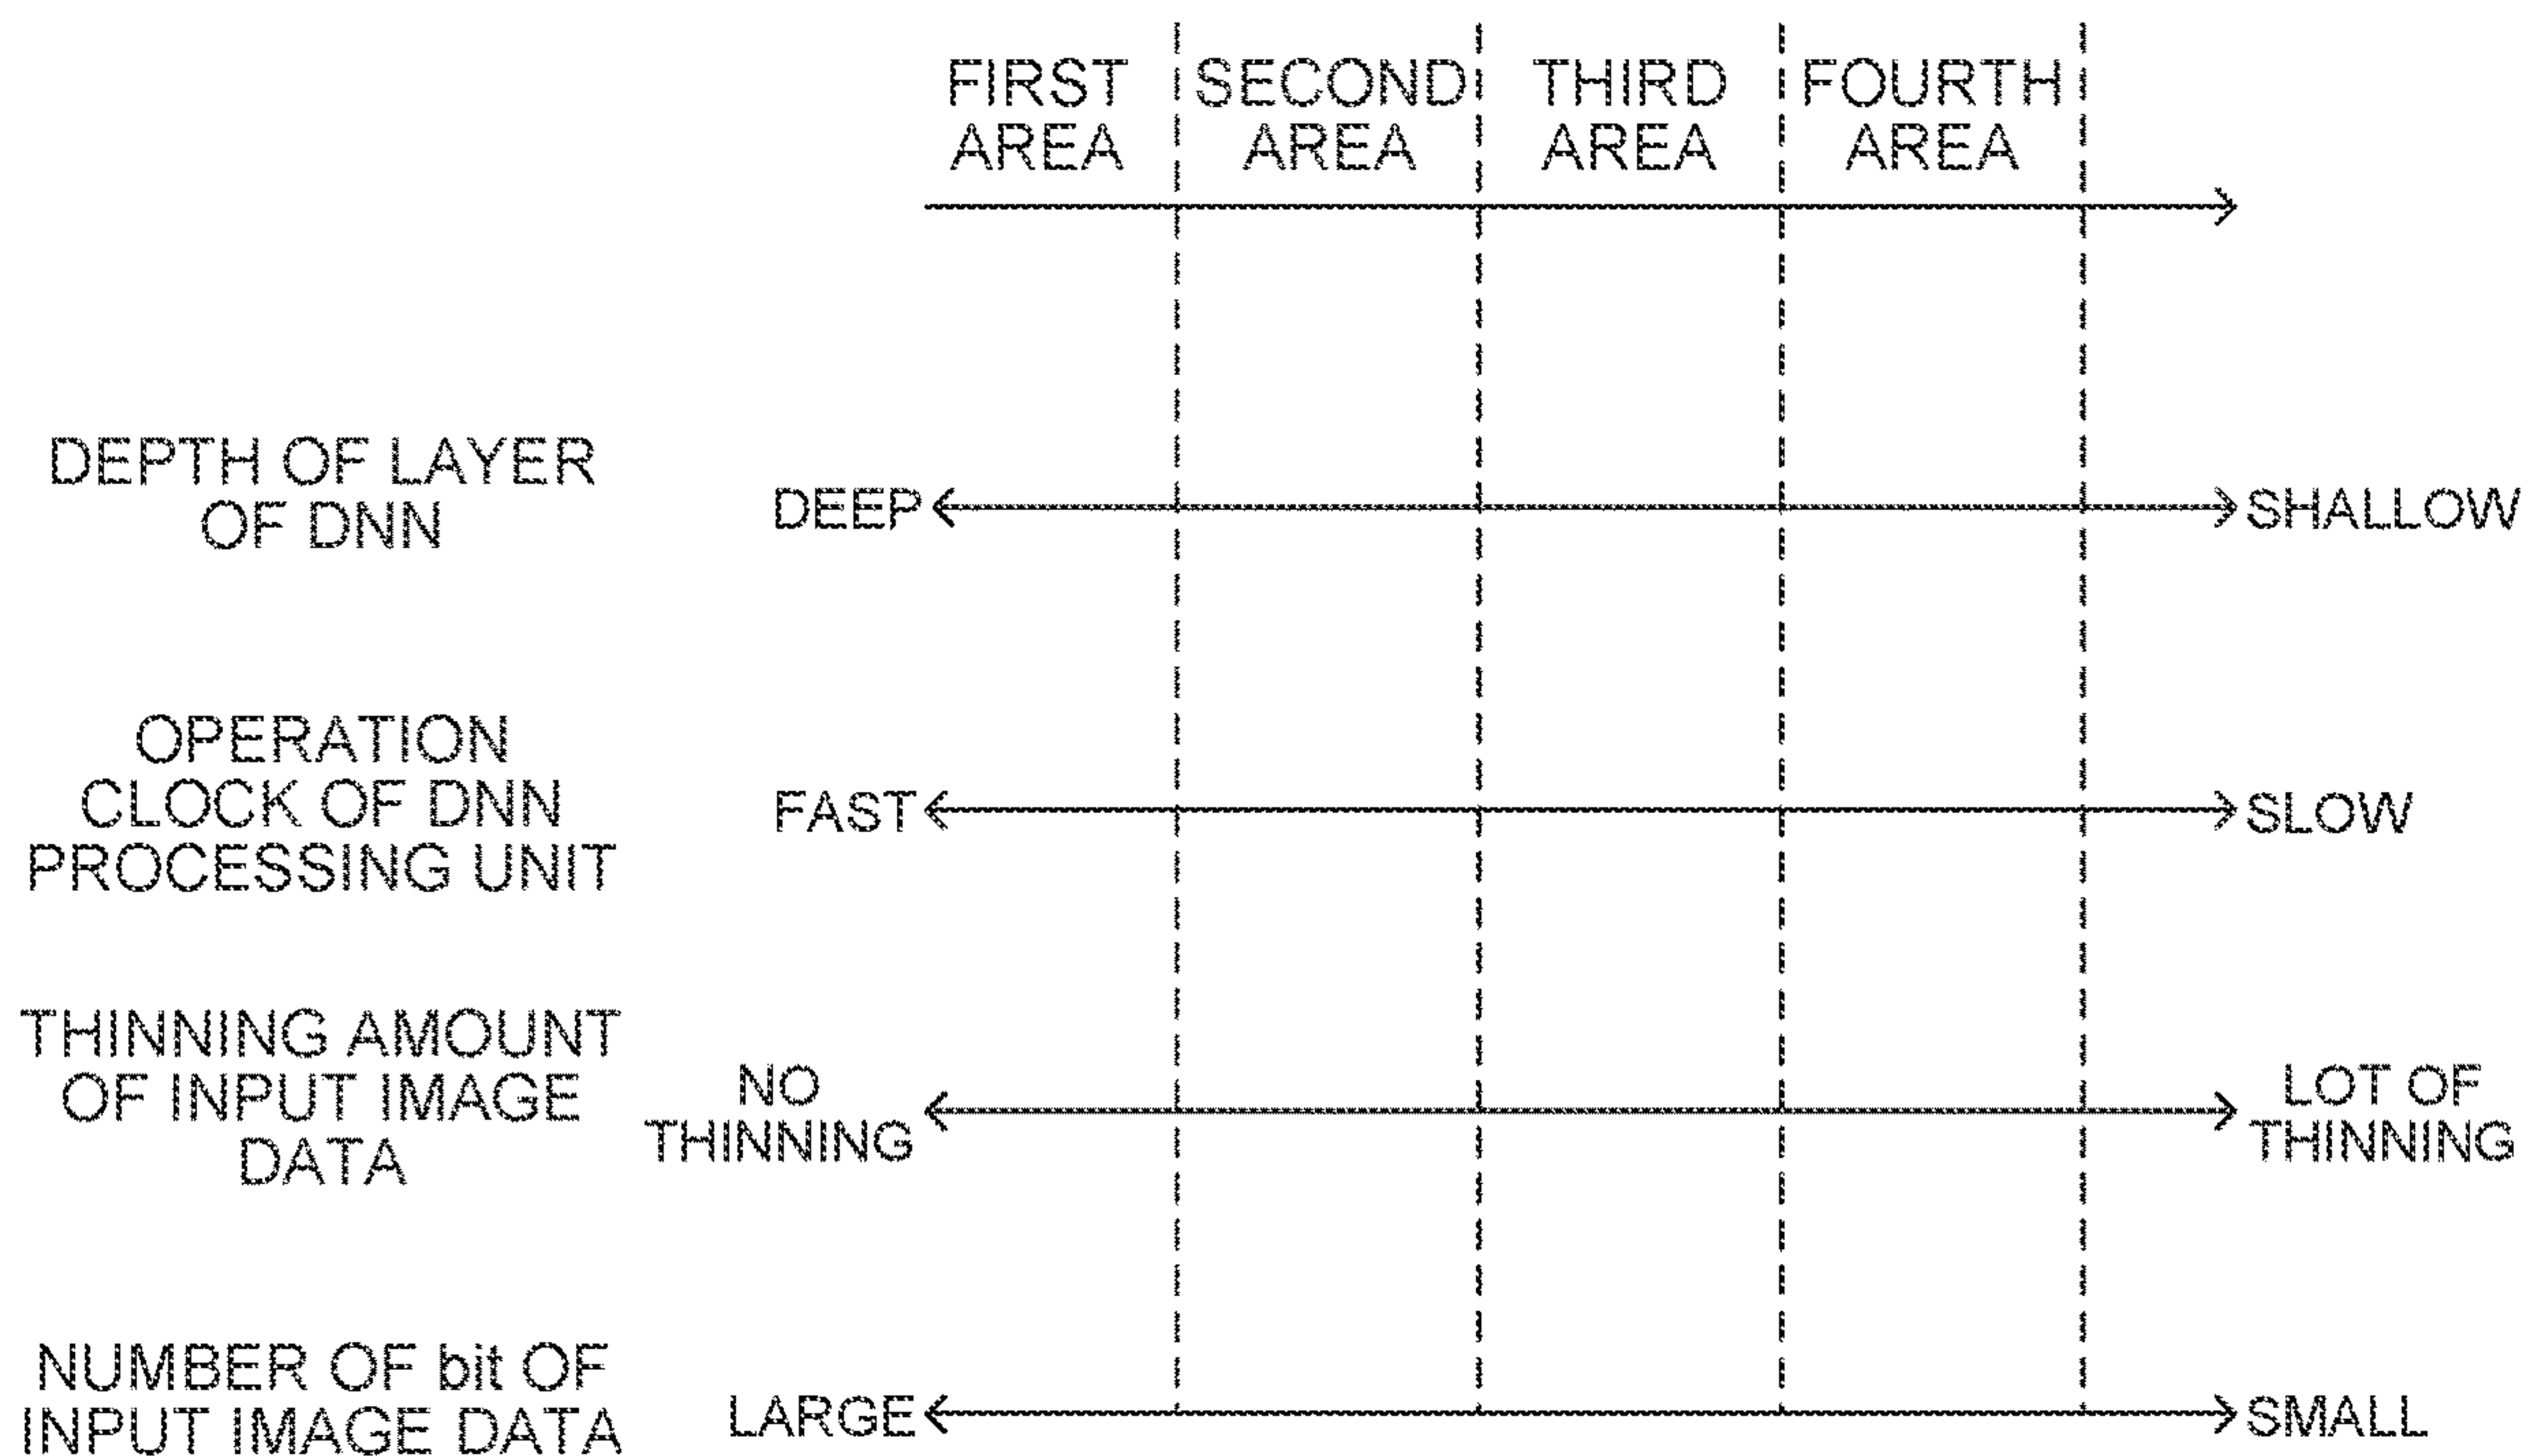 FIRST AREA
SECOND AREA
THIRD AREA
FOURTH AREA
DEPTH OF LAYER
OF DNN
DEEP
SHALLOW
OPERATION
CLOCK OF DNN
PROCESSING UNIT
FAST
SLOW
THINNING AMOUNT
OF INPUT IMAGE
DATA
NO
THINNING
LOT OF
THINNING
NUMBER OF bit OF
INPUT IMAGE DATA
LARGE
SMALL